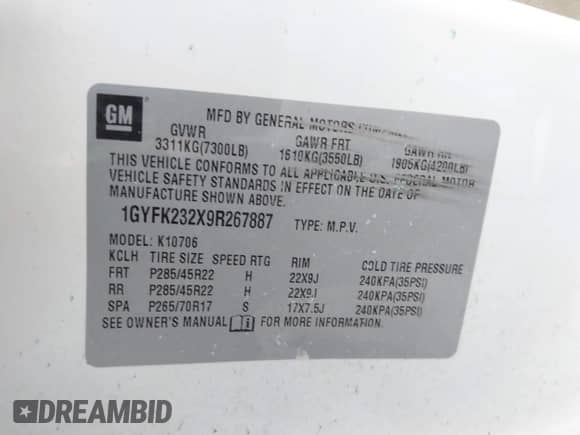 GM
MFD BY GENERAL MOTORS
GVWR GAWR FRT GAWR RR
3311KG(7300LB) 1610KG(3550LB) 1905KG(4200LB)
THIS VEHICLE CONFORMS TO ALL APPLICABLE U.S. FEDERAL MOTOR
VEHICLE SAFETY STANDARDS IN EFFECT ON THE DATE OF
MANUFACTURE SHOWN ABOVE.
1GYFK232X9R267887 TYPE: M.P.V.
MODEL: K10706
KCLH TIRE SIZE SPEED RTG RIM COLD TIRE PRESSURE
FRT P285/45R22 H 22X9J 240KPA(35PSI)
RR P285/45R22 H 22X9J 240KPA(35PSI)
SPA P265/70R17 S 17X7.5J 240KPA(35PSI)
SEE OWNER'S MANUAL FOR MORE INFORMATION.
DREAMBID